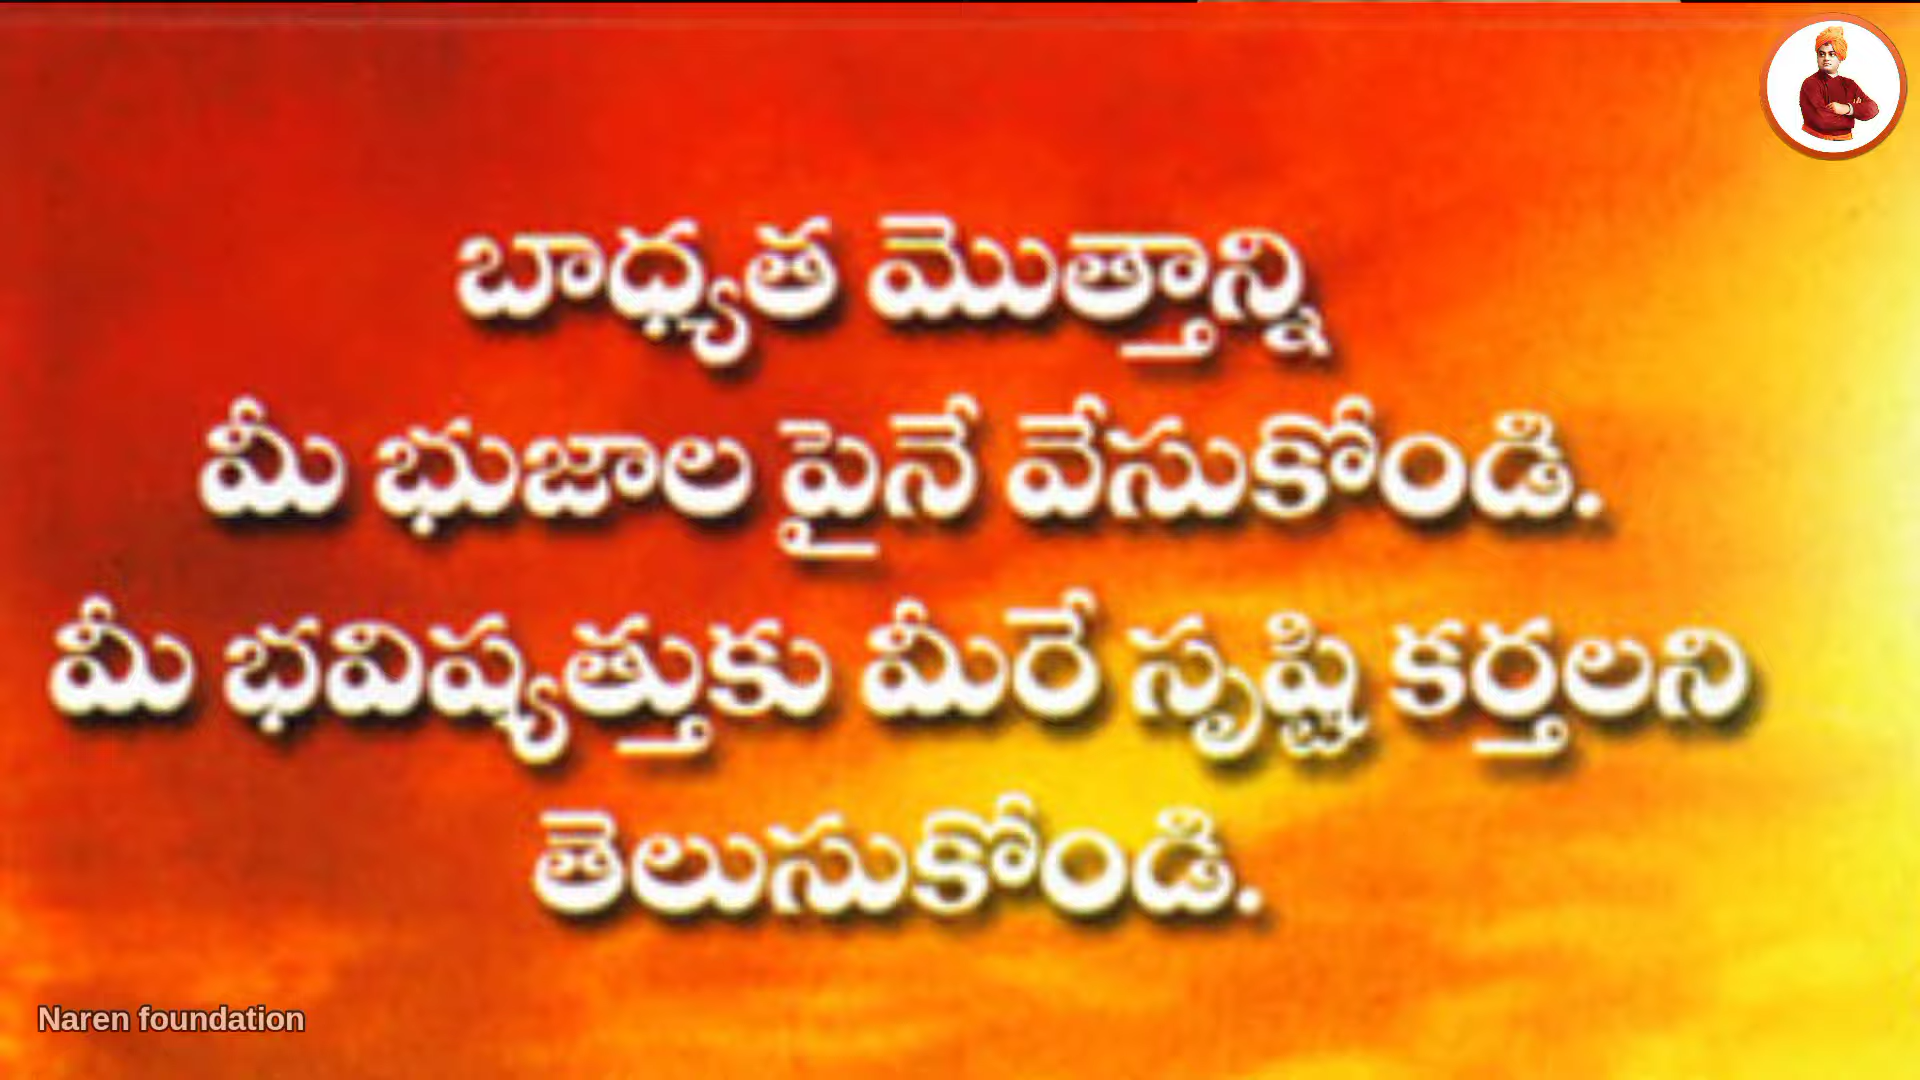 బాధ్యత మొత్తాన్ని
మీ భుజాల పైనే వేసుకోండి.
మీ భవిష్యత్తుకు మీరే సృష్టి కర్తలని
తెలుసుకోండి.
Naren foundation